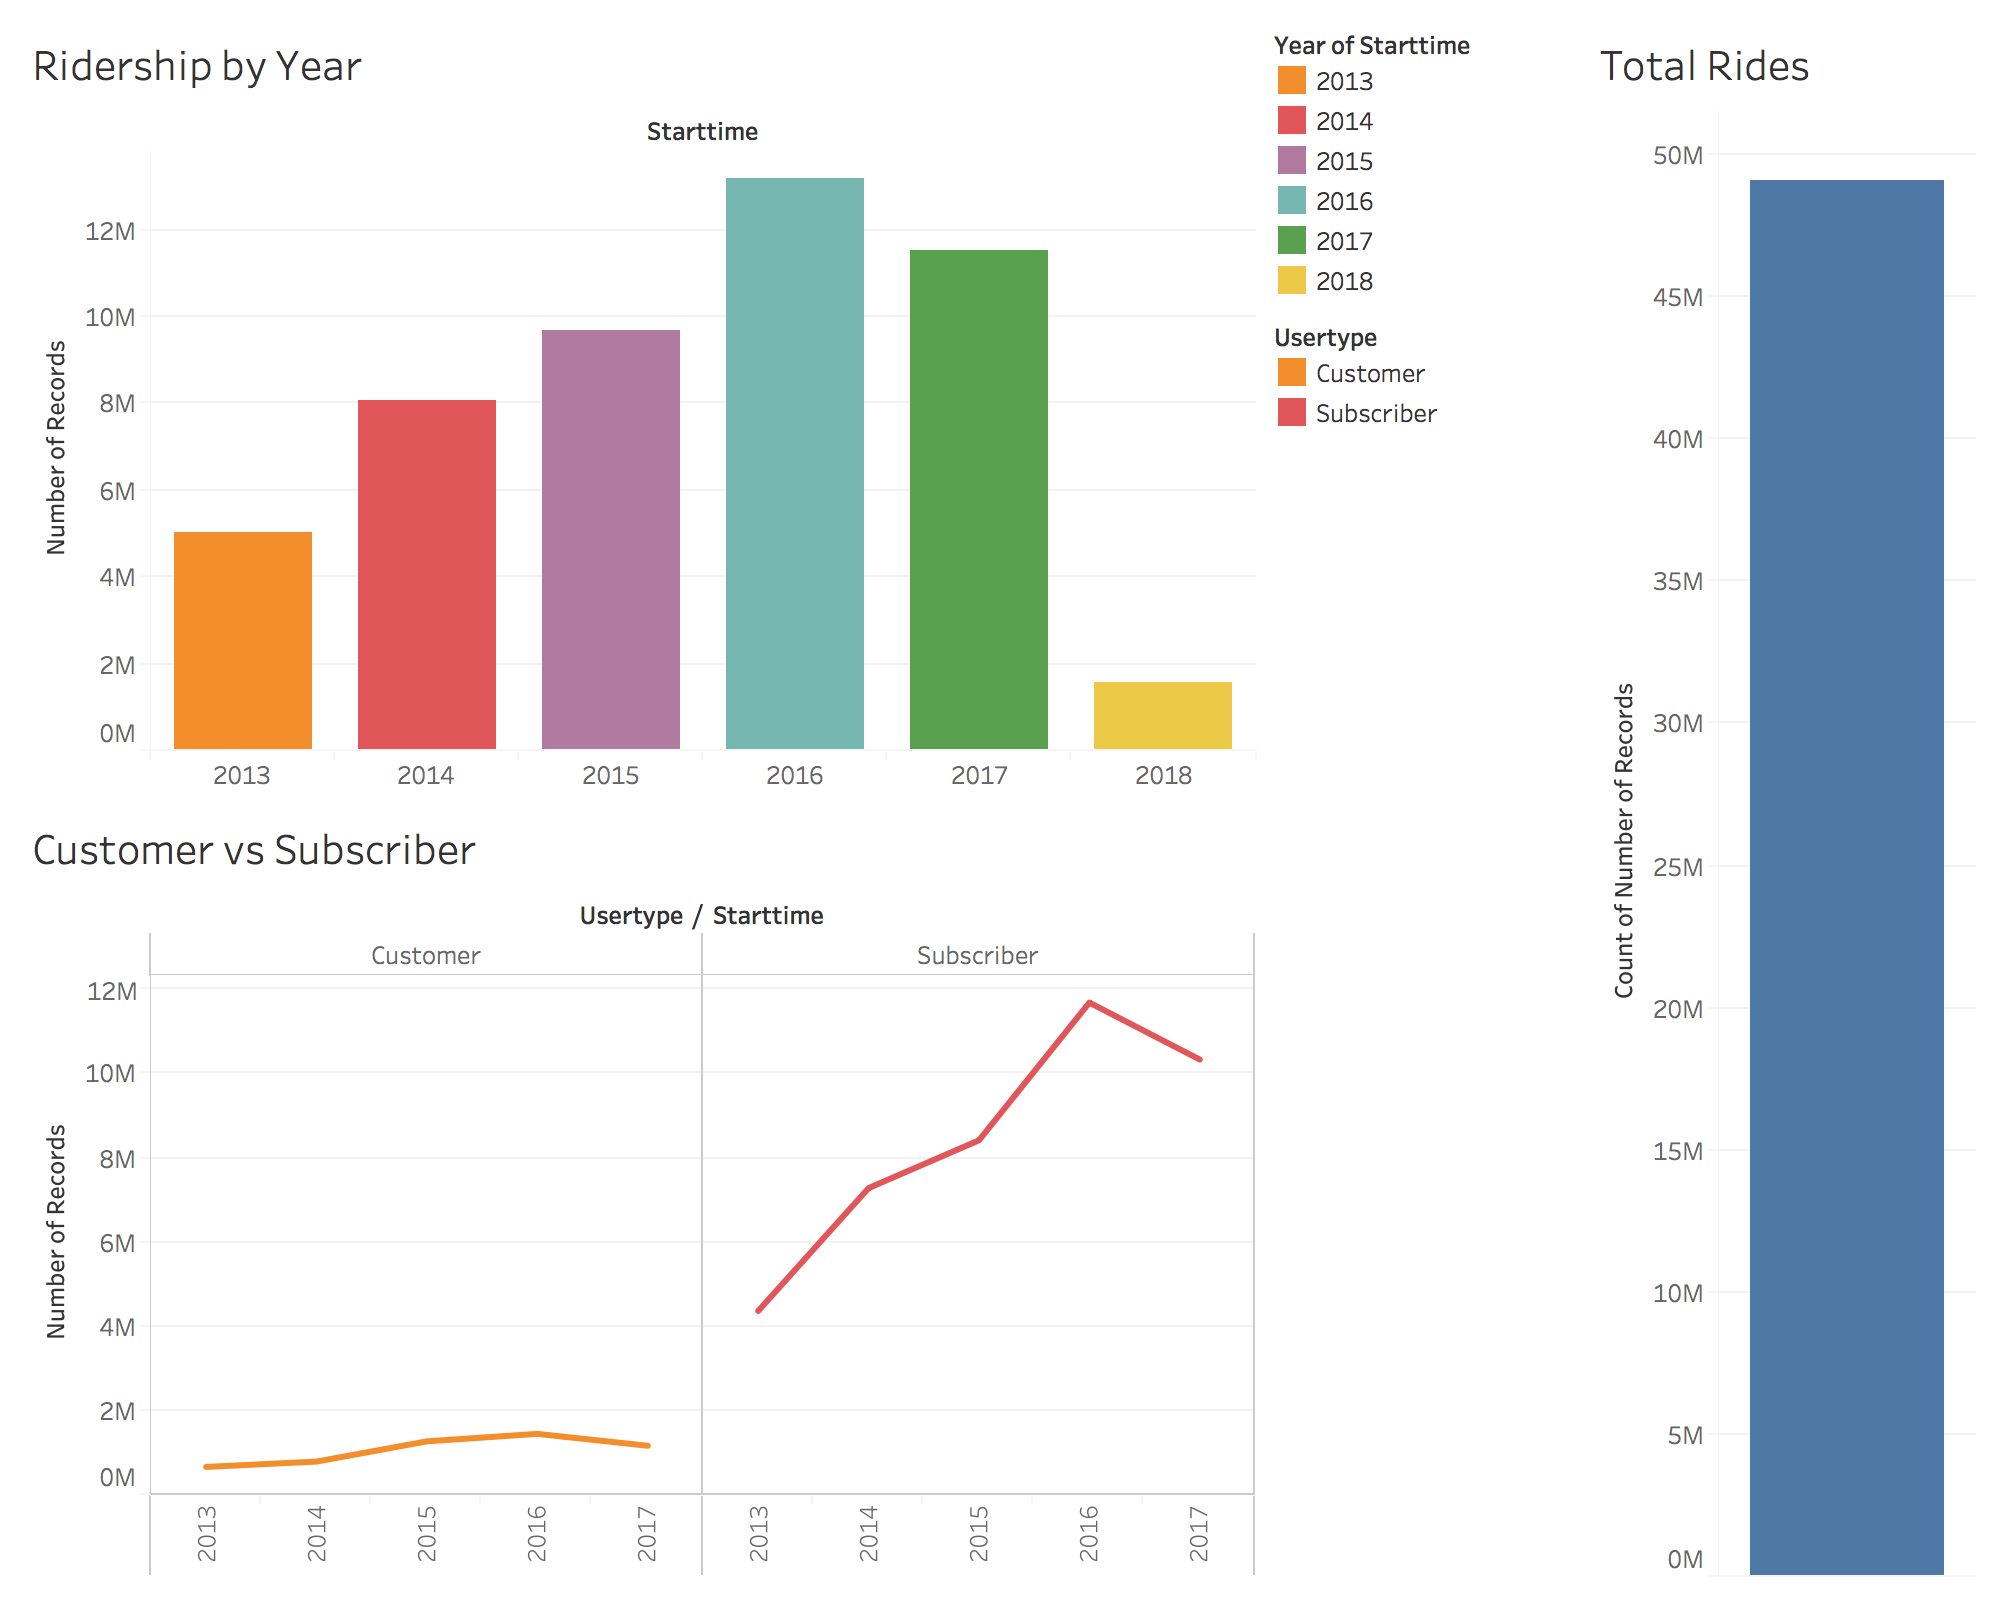 Ridership by Year
Starttime
Number of Records
12M
10M
8M
6M
4M
2M
0M
2013
2014
2015
2016
2017
2018
Year of Starttime
2013
2014
2015
2016
2017
2018
Usertype
Customer
Subscriber
Customer vs Subscriber
Usertype / Starttime
Customer
Subscriber
Number of Records
12M
10M
8M
6M
4M
2M
0M
2013
2014
2015
2016
2017
2013
2014
2015
2016
2017
Total Rides
Count of Number of Records
50M
45M
40M
35M
30M
25M
20M
15M
10M
5M
0M